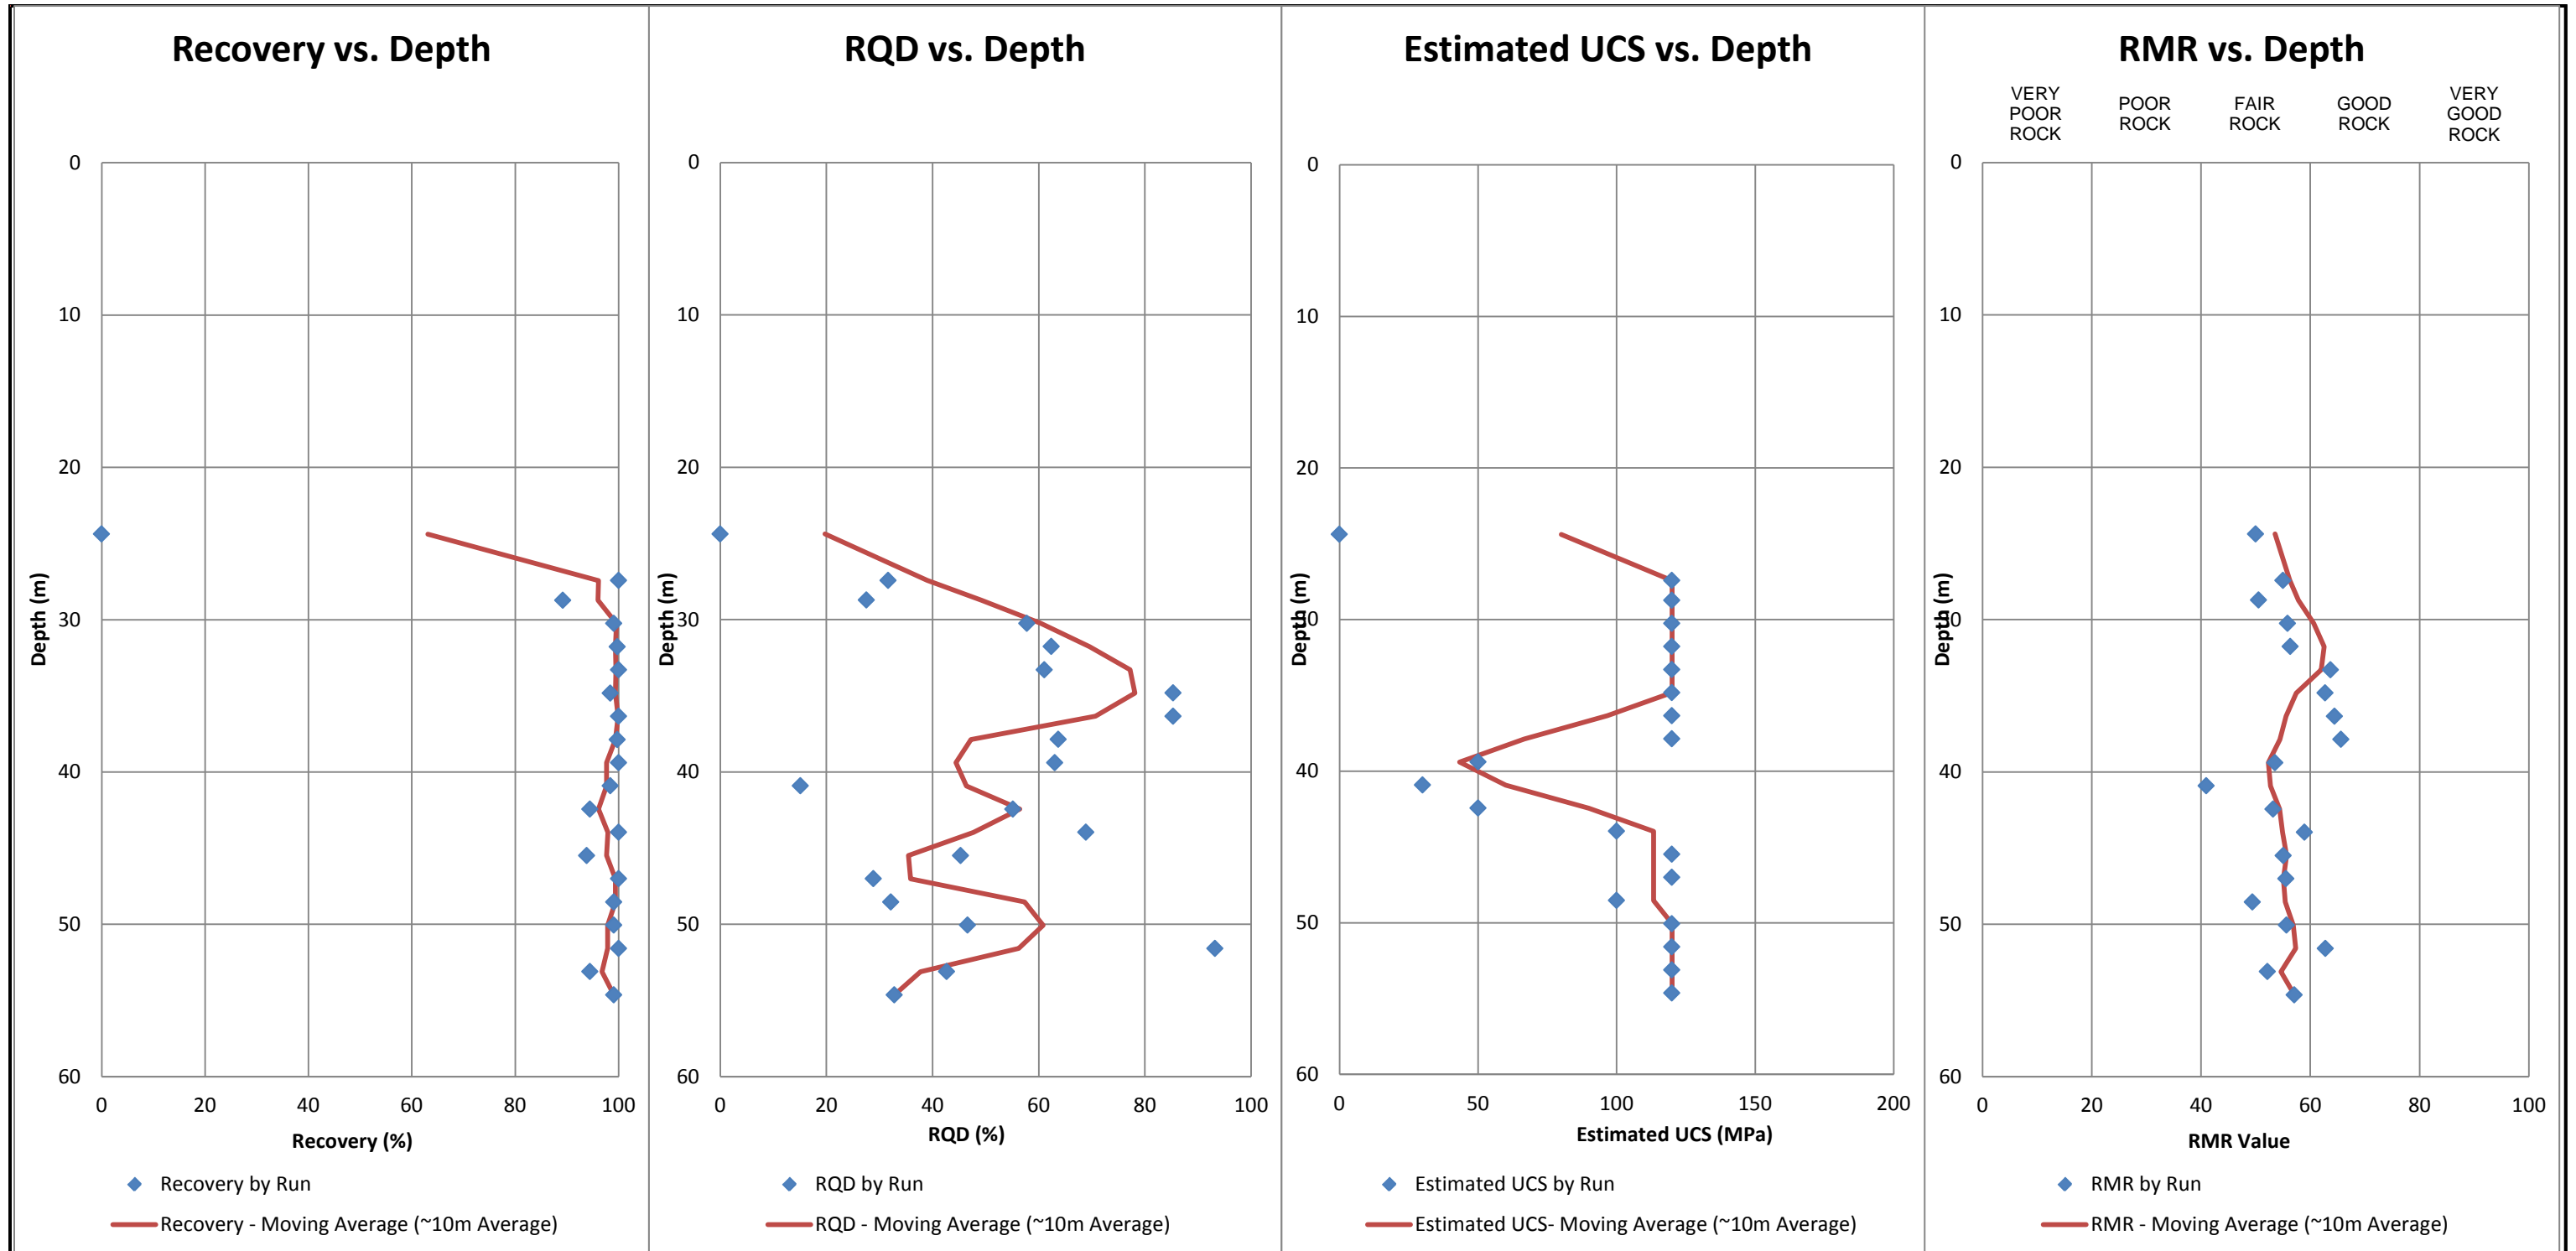 Recovery vs. Depth
0
10
20
30
40
50
60
Depth (m)
0 20 40 60 80 100
Recovery (%)
Recovery by Run
Recovery - Moving Average (~10m Average)
RQD vs. Depth
0
10
20
30
40
50
60
Depth (m)
0 20 40 60 80 100
RQD (%)
RQD by Run
RQD - Moving Average (~10m Average)
Estimated UCS vs. Depth
0
10
20
30
40
50
60
Depth (m)
0 50 100 150 200
Estimated UCS (MPa)
Estimated UCS by Run
Estimated UCS- Moving Average (~10m Average)
RMR vs. Depth
VERY
POOR
ROCK
POOR
ROCK
FAIR
ROCK
GOOD
ROCK
VERY
GOOD
ROCK
0
10
20
30
40
50
60
Depth (m)
0 20 40 60 80 100
RMR Value
RMR by Run
RMR - Moving Average (~10m Average)